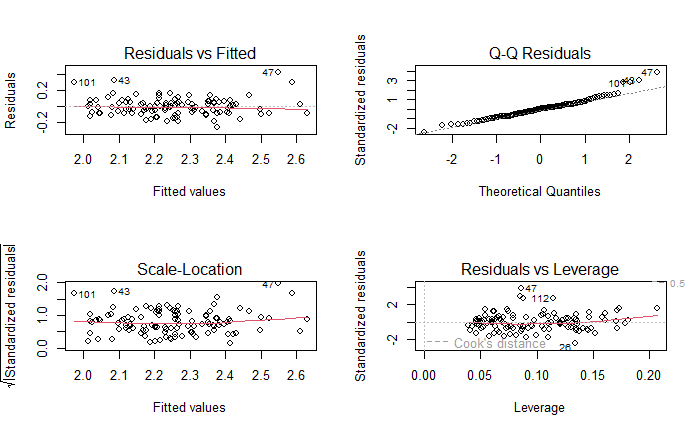 Residuals vs Fitted
Residuals
0.2
-0.2
101
43
47
2.0 2.1 2.2 2.3 2.4 2.5 2.6
Fitted values
Q-Q Residuals
Standardized residuals
3
1
-2
47
43
101
-2 -1 0 1 2
Theoretical Quantiles
Scale-Location
√|Standardized residuals|
2.0
1.0
0.0
101
43
47
2.0 2.1 2.2 2.3 2.4 2.5 2.6
Fitted values
Residuals vs Leverage
Standardized residuals
2
0
-2
47
112
26
0.5
Cook's distance
0.00 0.05 0.10 0.15 0.20
Leverage